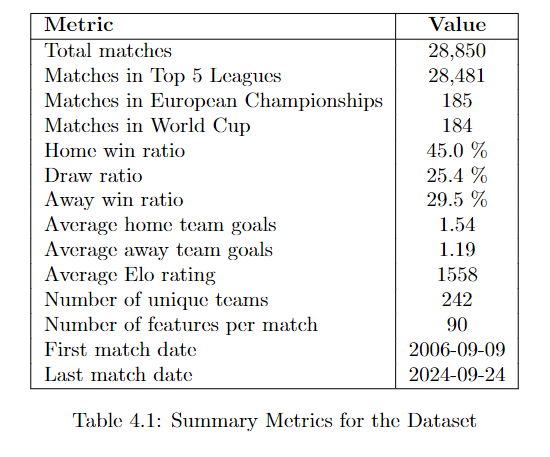 Metric Value
Total matches 28,850
Matches in Top 5 Leagues 28,481
Matches in European Championships 185
Matches in World Cup 184
Home win ratio 45.0 %
Draw ratio 25.4 %
Away win ratio 29.5 %
Average home team goals 1.54
Average away team goals 1.19
Average Elo rating 1558
Number of unique teams 242
Number of features per match 90
First match date 2006-09-09
Last match date 2024-09-24
Table 4.1: Summary Metrics for the Dataset